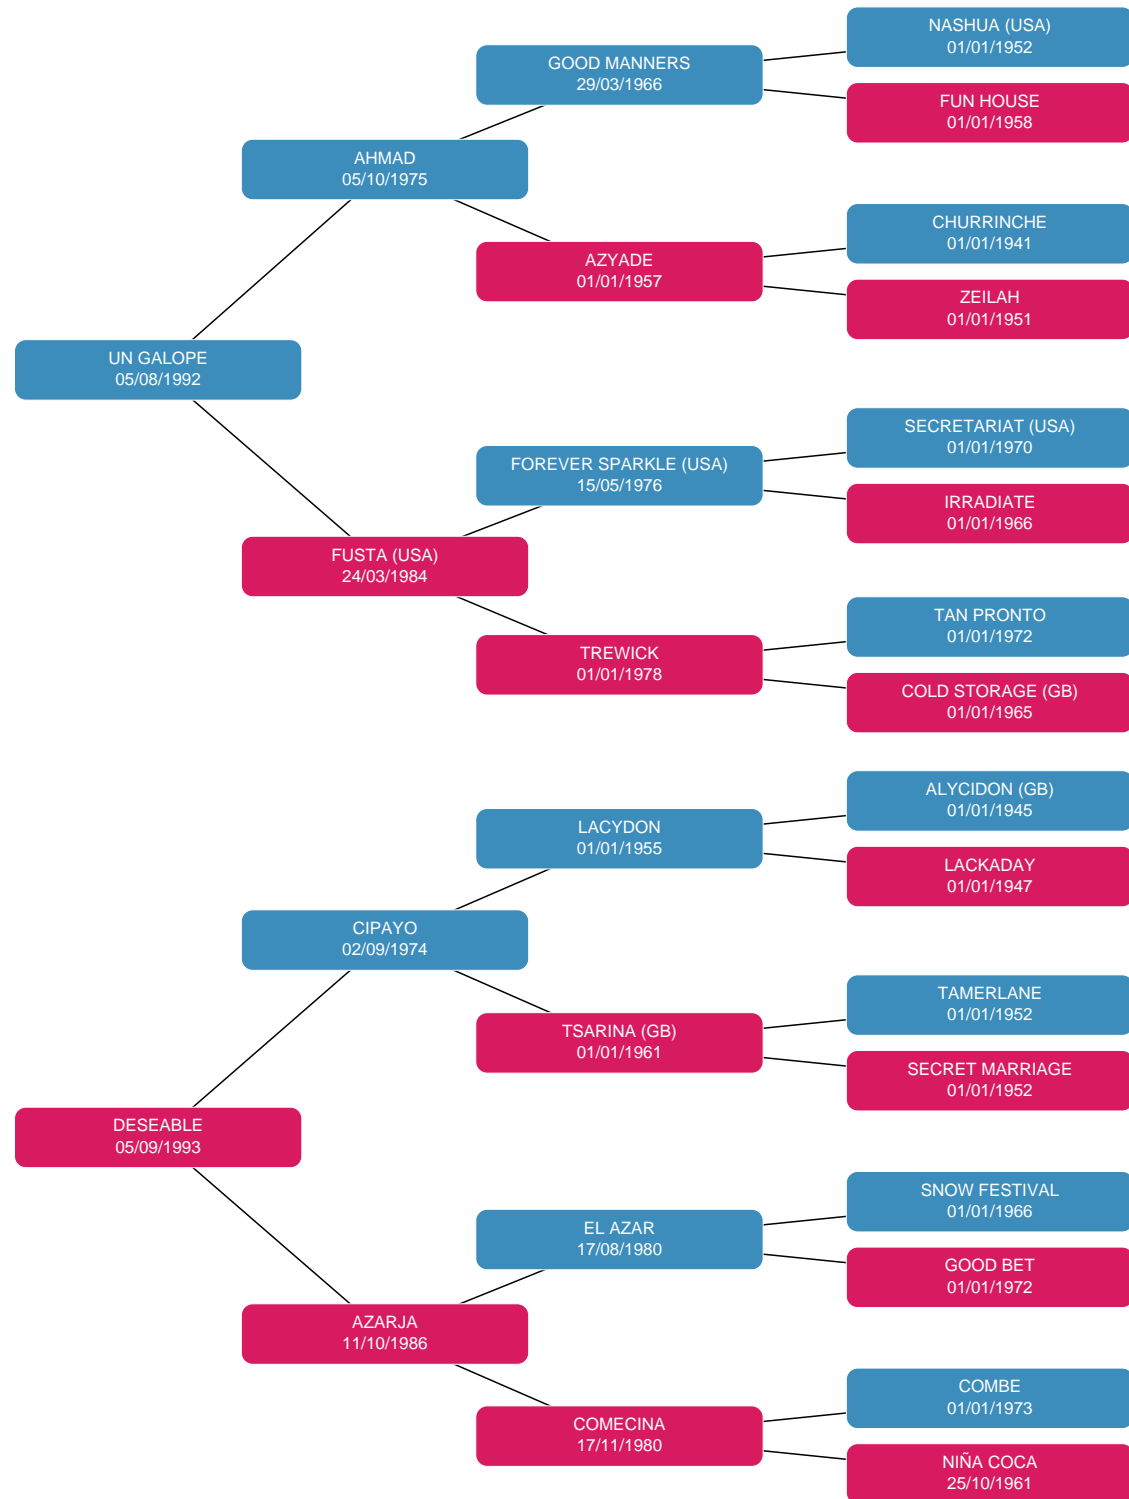 NASHUA (USA)
01/01/1952
GOOD MANNERS
29/03/1966
FUN HOUSE
01/01/1958
AHMAD
05/10/1975
CHURRINCHE
01/01/1941
AZYADE
01/01/1957
ZEILAH
01/01/1951
UN GALOPE
05/08/1992
SECRETARIAT (USA)
01/01/1970
FOREVER SPARKLE (USA)
15/05/1976
IRRADIATE
01/01/1966
FUSTA (USA)
24/03/1984
TAN PRONTO
01/01/1972
TREWICK
01/01/1978
COLD STORAGE (GB)
01/01/1965
ALYCIDON (GB)
01/01/1945
LACYDON
01/01/1955
LACKADAY
01/01/1947
CIPAYO
02/09/1974
TAMERLANE
01/01/1952
TSARINA (GB)
01/01/1961
SECRET MARRIAGE
01/01/1952
DESEABLE
05/09/1993
SNOW FESTIVAL
01/01/1966
EL AZAR
17/08/1980
GOOD BET
01/01/1972
AZARJA
11/10/1986
COMBE
01/01/1973
COMECINA
17/11/1980
NIÑA COCA
25/10/1961